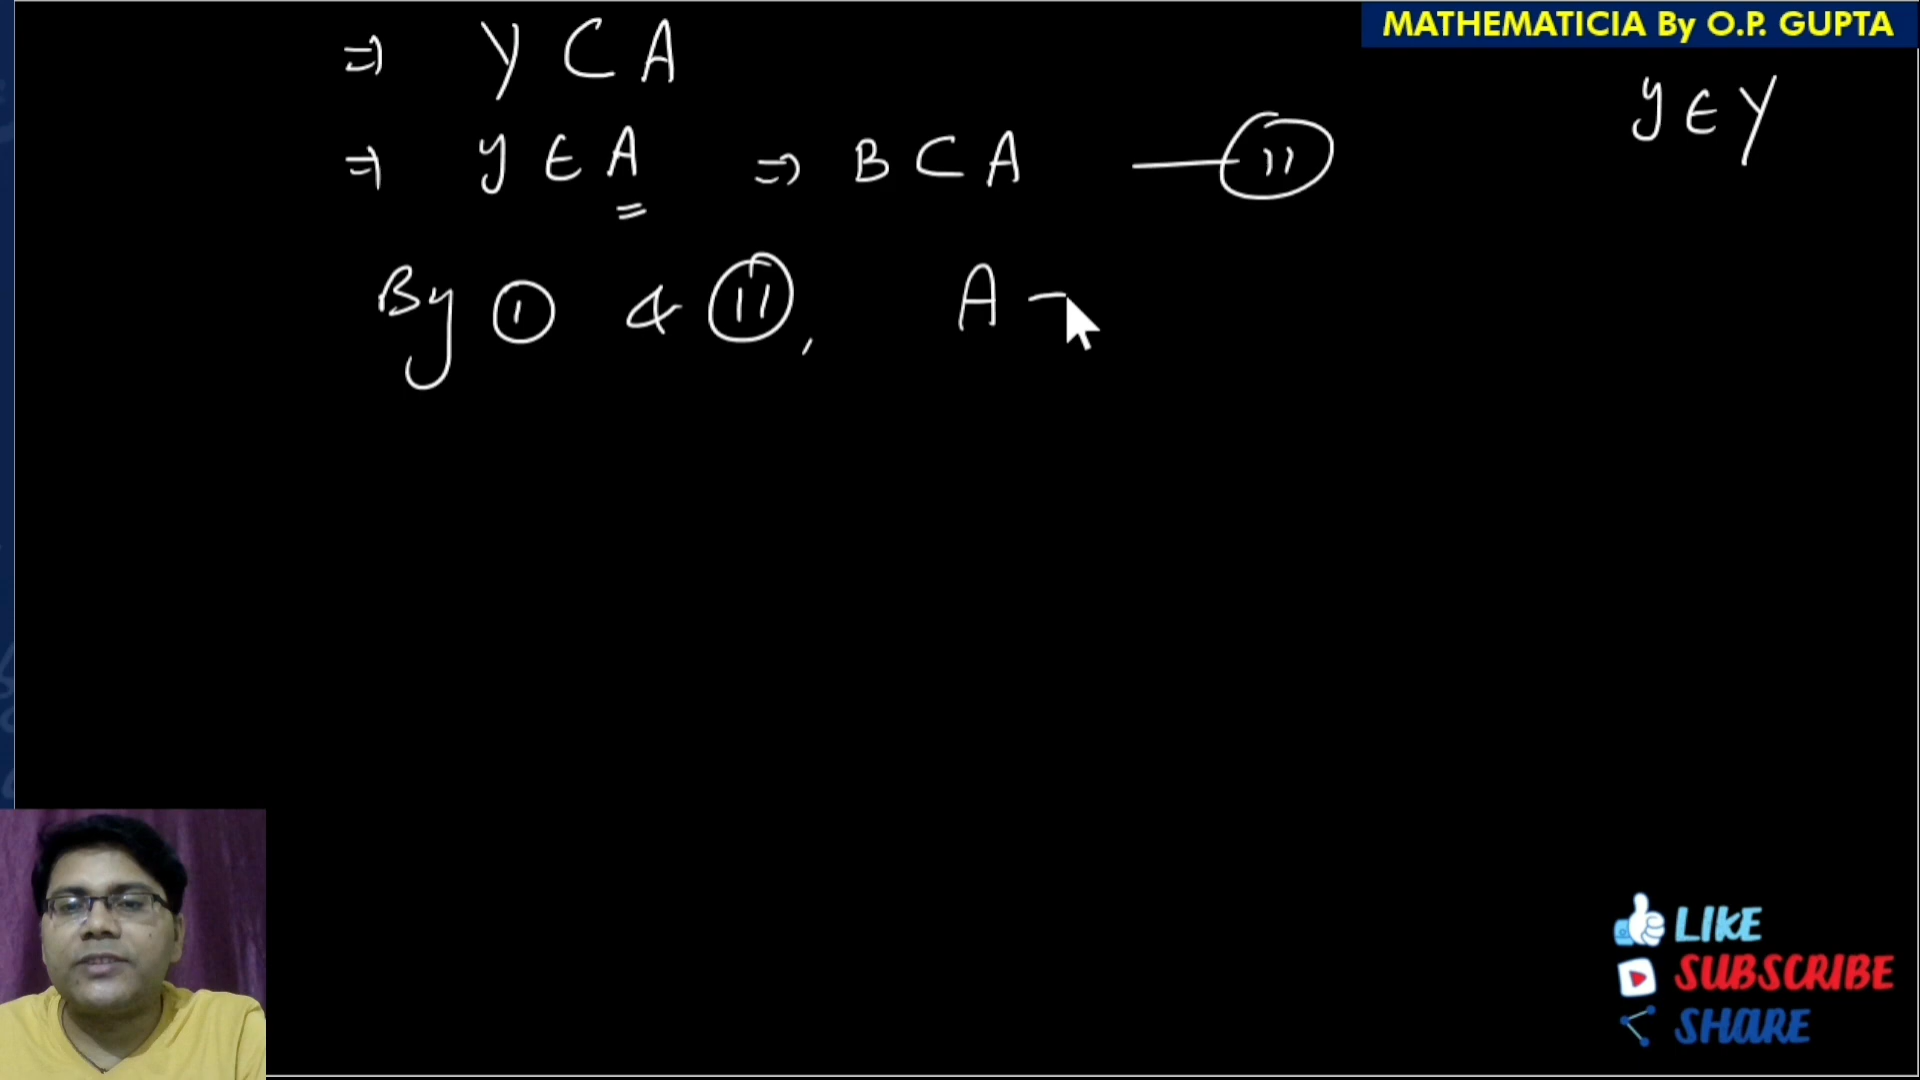 MATHEMATICIA By O.P. GUPTA
⇒ Y ⊂ A
y ∈ Y
⇒ y ∈ A ⇒ B ⊂ A — (ii)
By (i) & (ii), A -
LIKE
SUBSCRIBE
SHARE